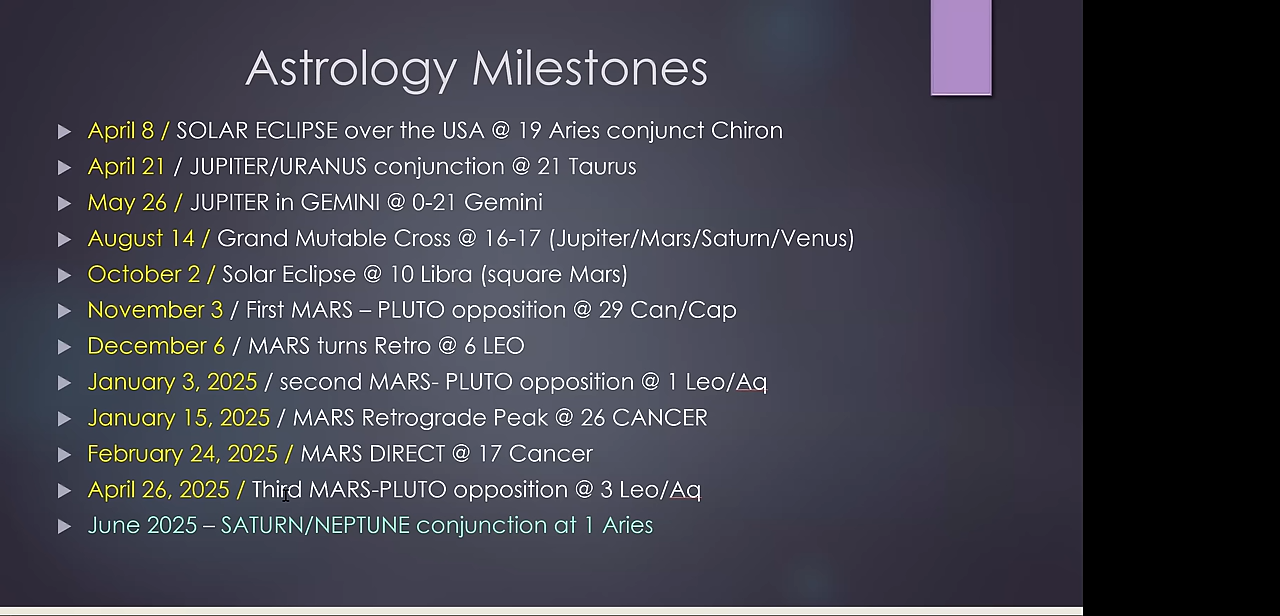 Astrology Milestones
April 8 / SOLAR ECLIPSE over the USA @ 19 Aries conjunct Chiron
April 21 / JUPITER/URANUS conjunction @ 21 Taurus
May 26 / JUPITER in GEMINI @ 0-21 Gemini
August 14 / Grand Mutable Cross @ 16-17 (Jupiter/Mars/Saturn/Venus)
October 2 / Solar Eclipse @ 10 Libra (square Mars)
November 3 / First MARS – PLUTO opposition @ 29 Can/Cap
December 6 / MARS turns Retro @ 6 LEO
January 3, 2025 / second MARS- PLUTO opposition @ 1 Leo/Aq
January 15, 2025 / MARS Retrograde Peak @ 26 CANCER
February 24, 2025 / MARS DIRECT @ 17 Cancer
April 26, 2025 / Third MARS-PLUTO opposition @ 3 Leo/Aq
June 2025 – SATURN/NEPTUNE conjunction at 1 Aries